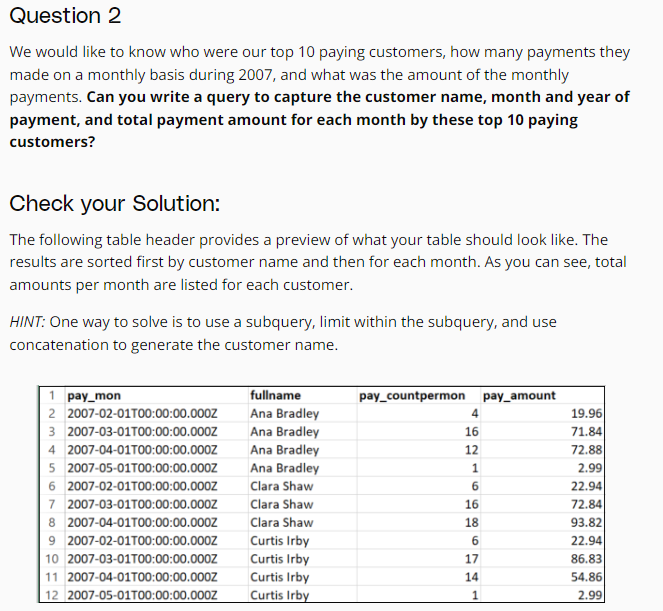 Question 2
We would like to know who were our top 10 paying customers, how many payments they
made on a monthly basis during 2007, and what was the amount of the monthly
payments. Can you write a query to capture the customer name, month and year of
payment, and total payment amount for each month by these top 10 paying
customers?
Check your Solution:
The following table header provides a preview of what your table should look like. The
results are sorted first by customer name and then for each month. As you can see, total
amounts per month are listed for each customer.
HINT: One way to solve is to use a subquery, limit within the subquery, and use
concatenation to generate the customer name.
1 pay_mon fullname pay_countpermon pay_amount
2 2007-02-01T00:00:00.000Z Ana Bradley 4 19.96
3 2007-03-01T00:00:00.000Z Ana Bradley 16 71.84
4 2007-04-01T00:00:00.000Z Ana Bradley 12 72.88
5 2007-05-01T00:00:00.000Z Ana Bradley 1 2.99
6 2007-02-01T00:00:00.000Z Clara Shaw 6 22.94
7 2007-03-01T00:00:00.000Z Clara Shaw 16 72.84
8 2007-04-01T00:00:00.000Z Clara Shaw 18 93.82
9 2007-02-01T00:00:00.000Z Curtis Irby 6 22.94
10 2007-03-01T00:00:00.000Z Curtis Irby 17 86.83
11 2007-04-01T00:00:00.000Z Curtis Irby 14 54.86
12 2007-05-01T00:00:00.000Z Curtis Irby 1 2.99